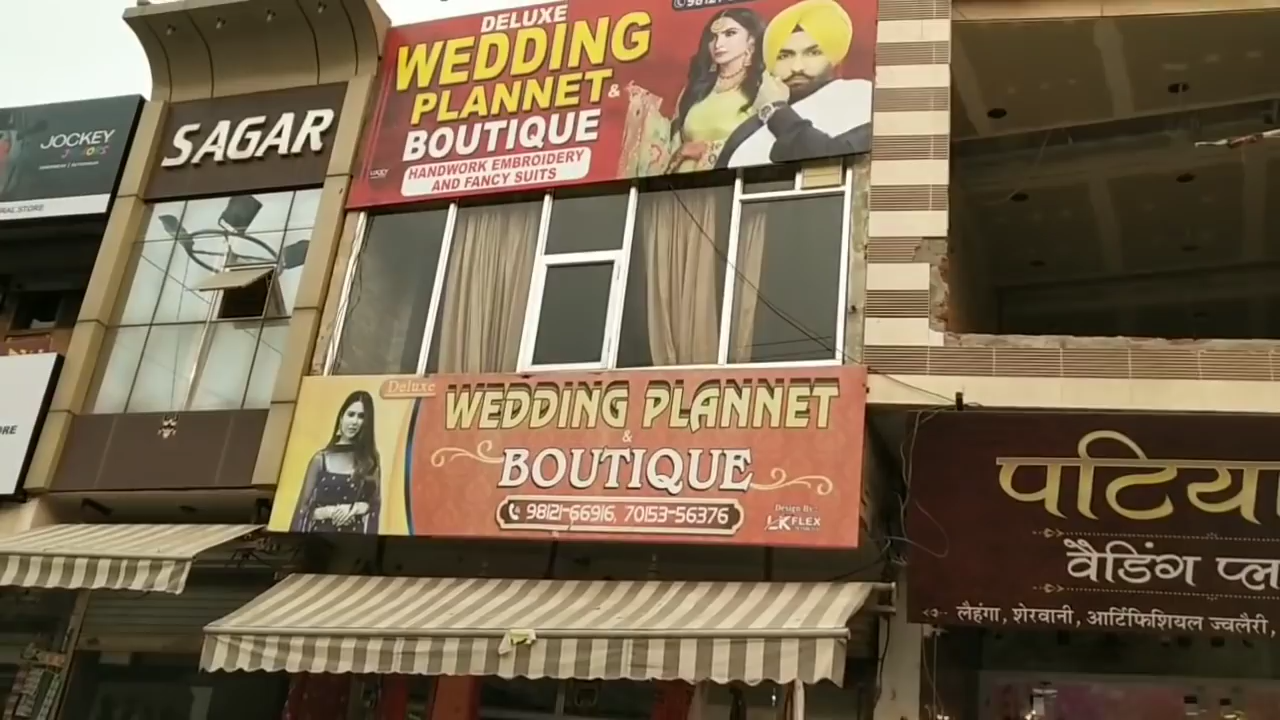 JOCKEY
SAGAR
DELUXE
WEDDING
PLANNET &
BOUTIQUE
HANDWORK EMBROIDERY
AND FANCY SUITS
Deluxe
WEDDING PLANNET
&
BOUTIQUE
98121-66916, 70153-56376
Design By:
LK FLEX
पटिया
वैडिंग प्ल
लैहंगा, शेरवानी, आर्टिफिशियल ज्वलैरी,